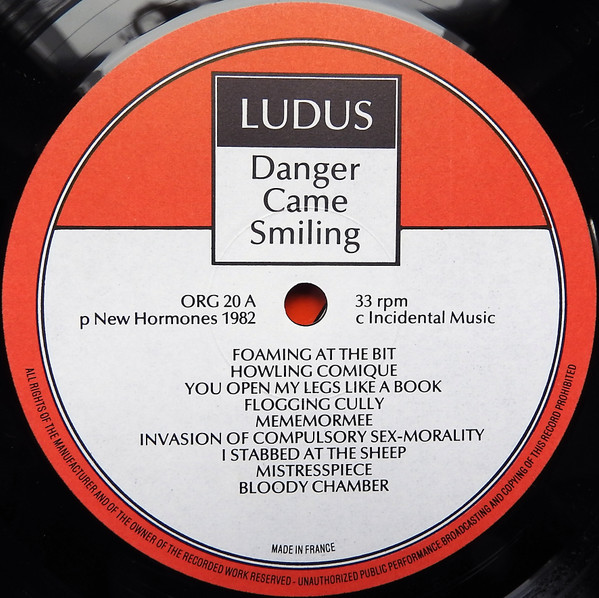 LUDUS
Danger
Came
Smiling
ORG 20 A
p New Hormones 1982
33 rpm
c Incidental Music
FOAMING AT THE BIT
HOWLING COMIQUE
YOU OPEN MY LEGS LIKE A BOOK
FLOGGING CULLY
MEMEMORMEE
INVASION OF COMPULSORY SEX-MORALITY
I STABBED AT THE SHEEP
MISTRESSPIECE
BLOODY CHAMBER
MADE IN FRANCE
ALL RIGHTS OF THE MANUFACTURER AND OF THE OWNER OF THE RECORDED WORK RESERVED - UNAUTHORIZED PUBLIC PERFORMANCE BROADCASTING AND COPYING OF THIS RECORD PROHIBITED